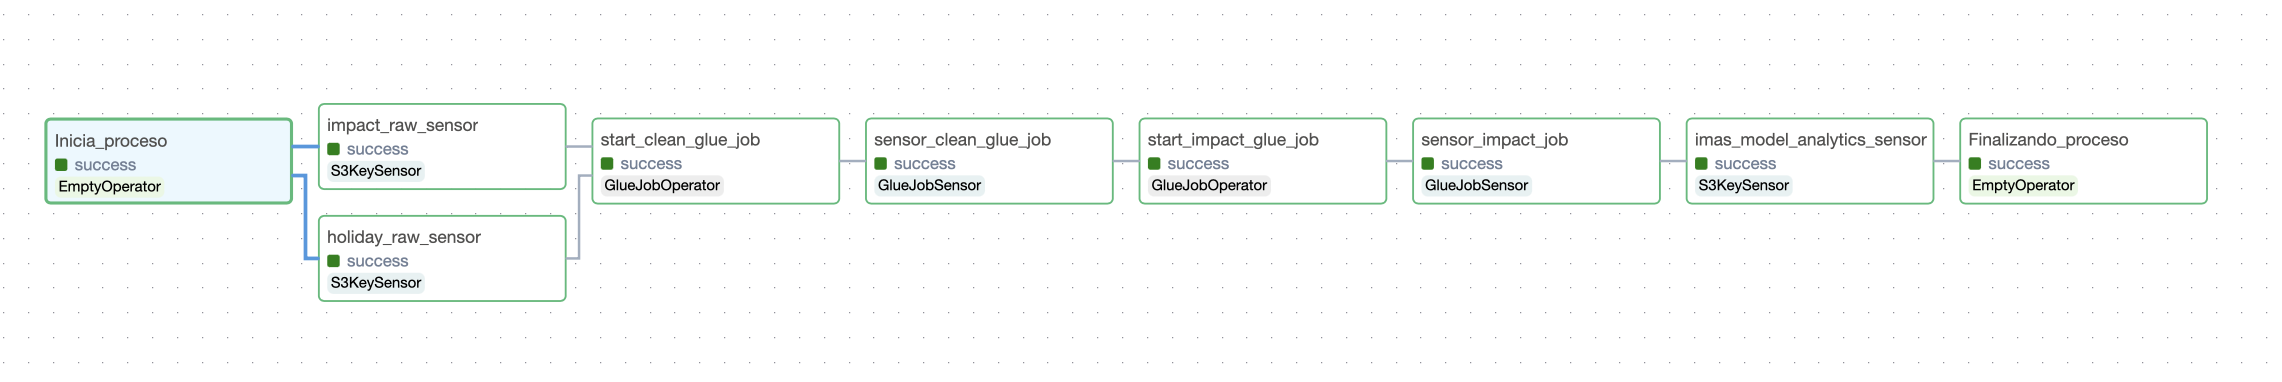 Inicia_proceso
success
EmptyOperator
impact_raw_sensor
success
S3KeySensor
holiday_raw_sensor
success
S3KeySensor
start_clean_glue_job
success
GlueJobOperator
sensor_clean_glue_job
success
GlueJobSensor
start_impact_glue_job
success
GlueJobOperator
sensor_impact_job
success
GlueJobSensor
imas_model_analytics_sensor
success
S3KeySensor
Finalizando_proceso
success
EmptyOperator